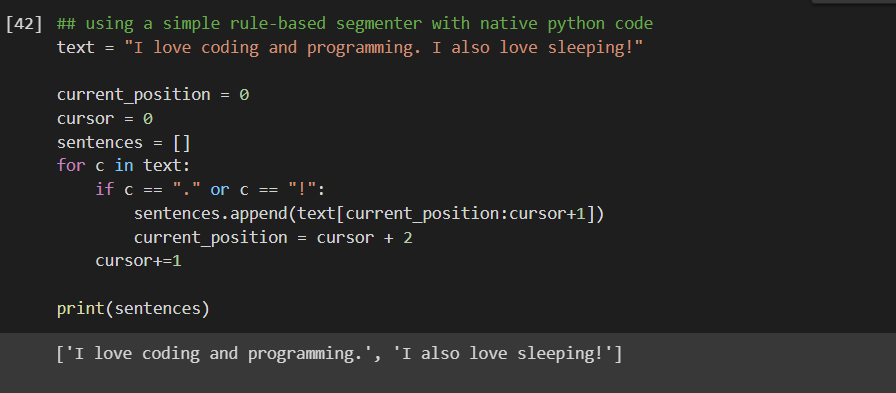 [42] ## using a simple rule-based segmenter with native python code
text = "I love coding and programming. I also love sleeping!"
current_position = 0
cursor = 0
sentences = []
for c in text:
    if c == "." or c == "!":
        sentences.append(text[current_position:cursor+1])
        current_position = cursor + 2
    cursor+=1
print(sentences)
['I love coding and programming.', 'I also love sleeping!']